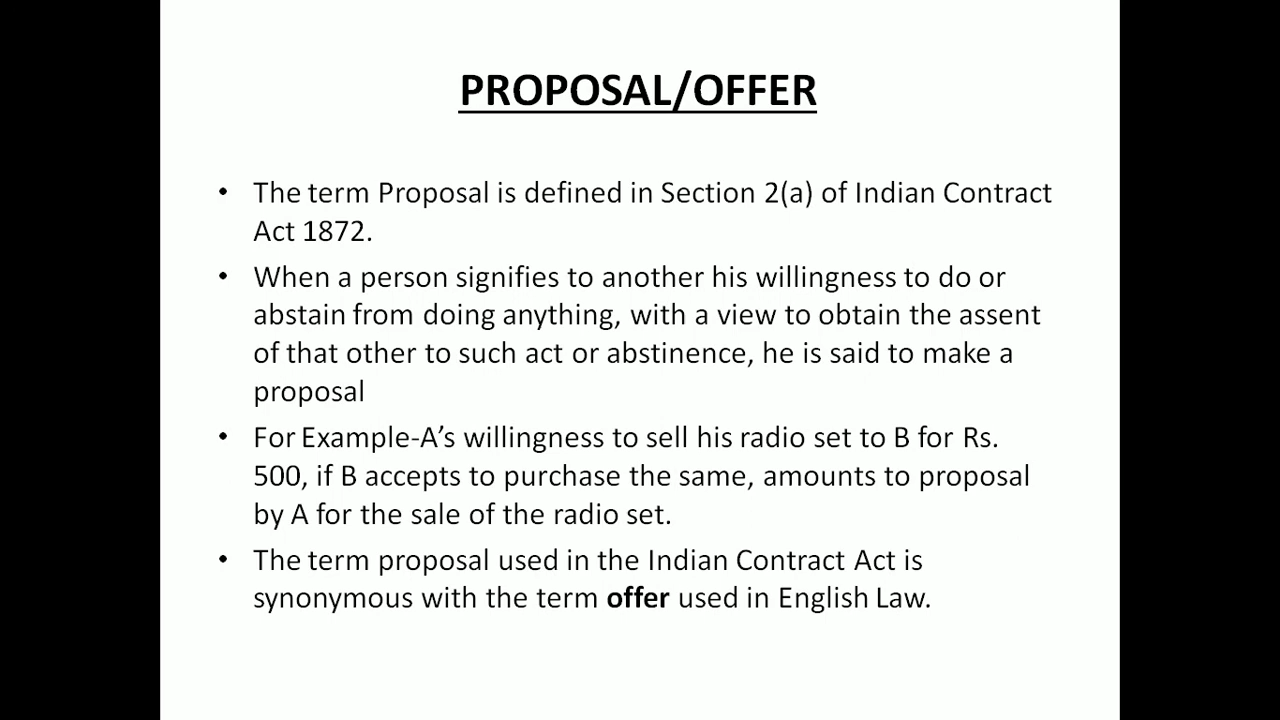 PROPOSAL/OFFER
• The term Proposal is defined in Section 2(a) of Indian Contract
Act 1872.
• When a person signifies to another his willingness to do or
abstain from doing anything, with a view to obtain the assent
of that other to such act or abstinence, he is said to make a
proposal
• For Example-A’s willingness to sell his radio set to B for Rs.
500, if B accepts to purchase the same, amounts to proposal
by A for the sale of the radio set.
• The term proposal used in the Indian Contract Act is
synonymous with the term offer used in English Law.